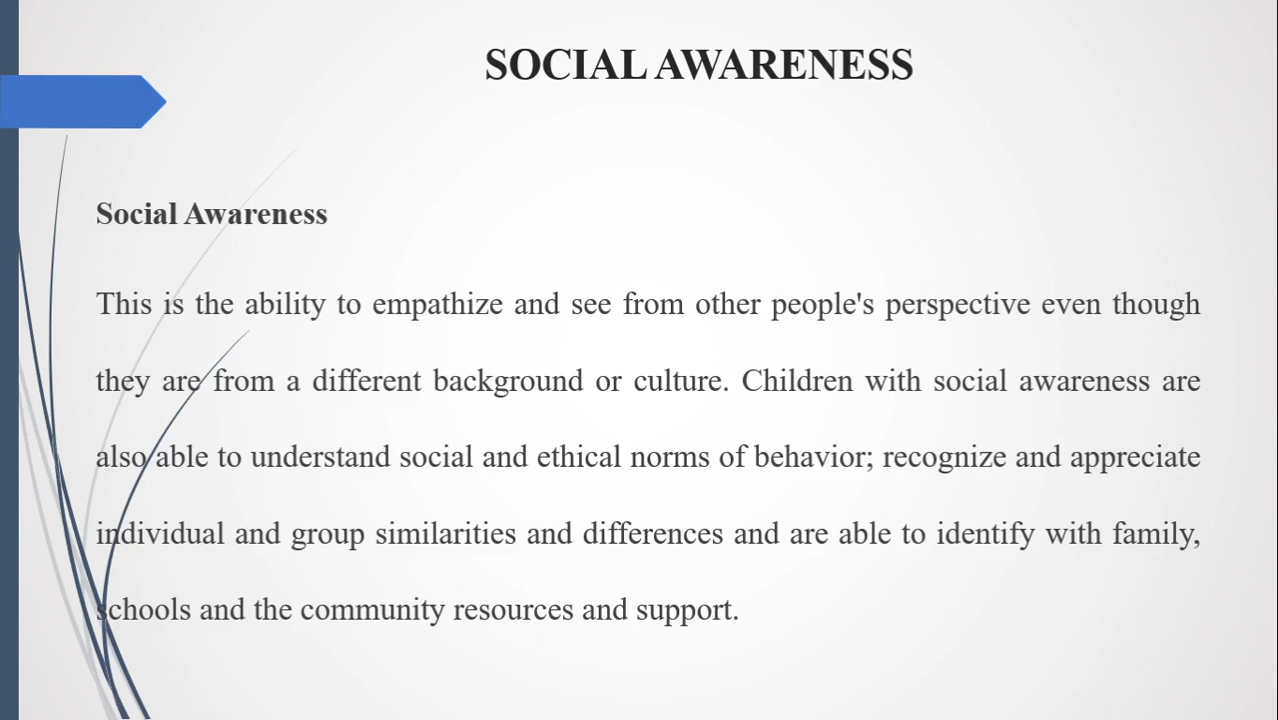 SOCIAL AWARENESS
Social Awareness
This is the ability to empathize and see from other people's perspective even though
they are from a different background or culture. Children with social awareness are
also able to understand social and ethical norms of behavior; recognize and appreciate
individual and group similarities and differences and are able to identify with family,
schools and the community resources and support.